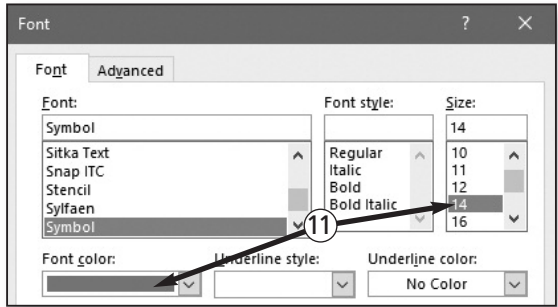 Font ? ×
Font Advanced
Font: Font style: Size:
Symbol 14
Sitka Text Regular 10
Snap ITC Italic 11
Stencil Bold 12
Sylfaen Bold Italic 14
Symbol 16
11
Font color: Underline style: Underline color:
No Color